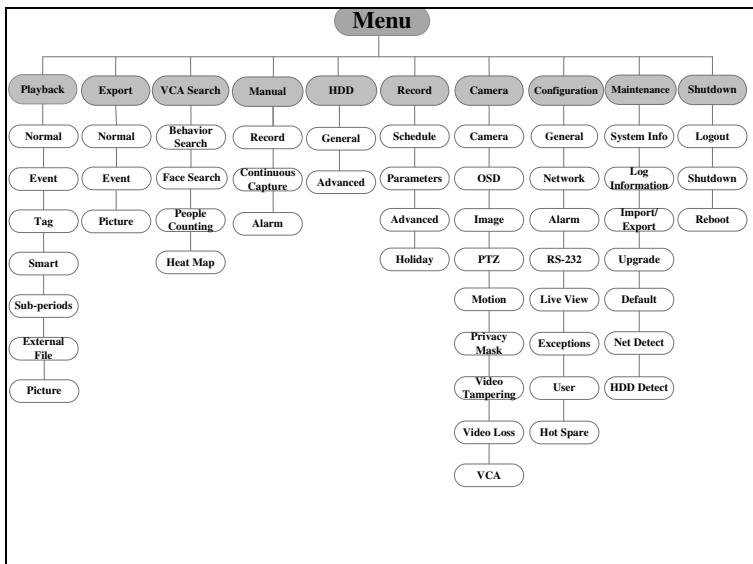 Menu
Playback
Export
VCA Search
Manual
HDD
Record
Camera
Configuration
Maintenance
Shutdown
Normal
Event
Tag
Smart
Sub-periods
External
File
Picture
Normal
Event
Picture
Behavior
Search
Face Search
People
Counting
Heat Map
Record
Continuous
Capture
Alarm
General
Advanced
Schedule
Parameters
Advanced
Holiday
Camera
OSD
Image
PTZ
Motion
Privacy
Mask
Video
Tampering
Video Loss
VCA
General
Network
Alarm
RS-232
Live View
Exceptions
User
Hot Spare
System Info
Log
Information
Import/
Export
Upgrade
Default
Net Detect
HDD Detect
Logout
Shutdown
Reboot